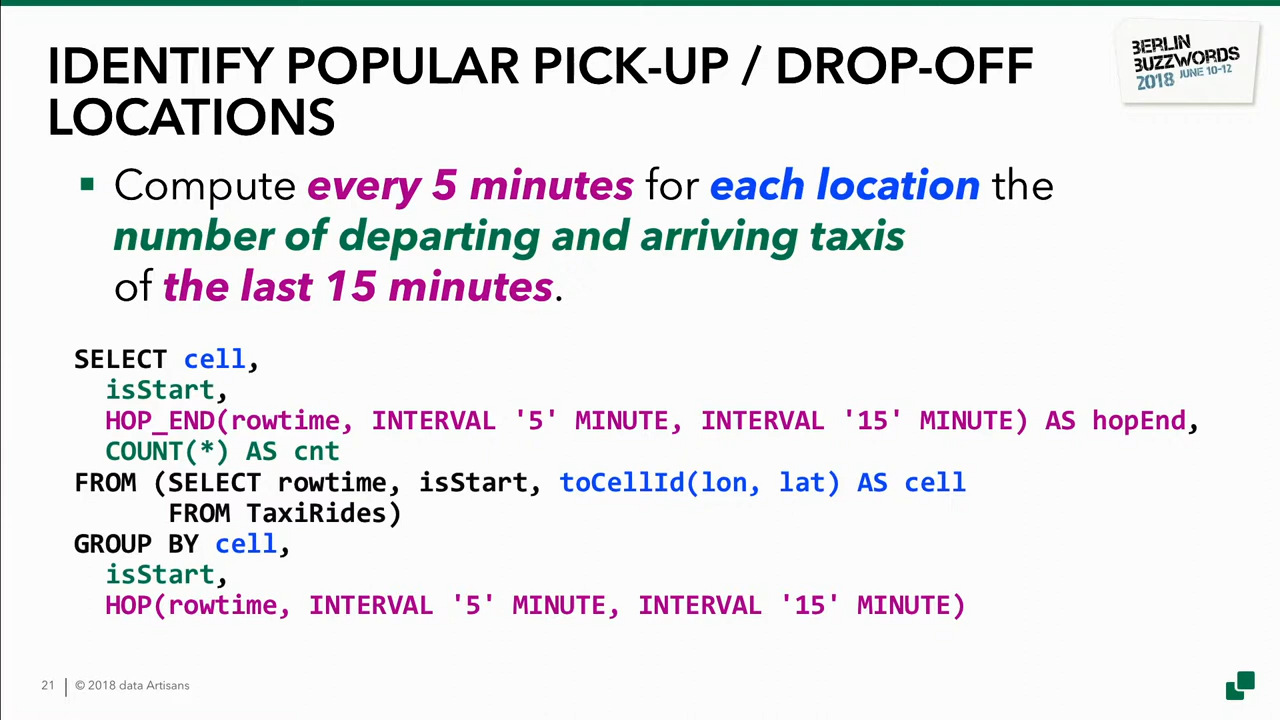 IDENTIFY POPULAR PICK-UP / DROP-OFF
LOCATIONS
BERLIN
BUZZWORDS
2018 JUNE 10-12
▪ Compute every 5 minutes for each location the
number of departing and arriving taxis
of the last 15 minutes.
SELECT cell,
isStart,
HOP_END(rowtime, INTERVAL '5' MINUTE, INTERVAL '15' MINUTE) AS hopEnd,
COUNT(*) AS cnt
FROM (SELECT rowtime, isStart, toCellId(lon, lat) AS cell
FROM TaxiRides)
GROUP BY cell,
isStart,
HOP(rowtime, INTERVAL '5' MINUTE, INTERVAL '15' MINUTE)
21 | © 2018 data Artisans